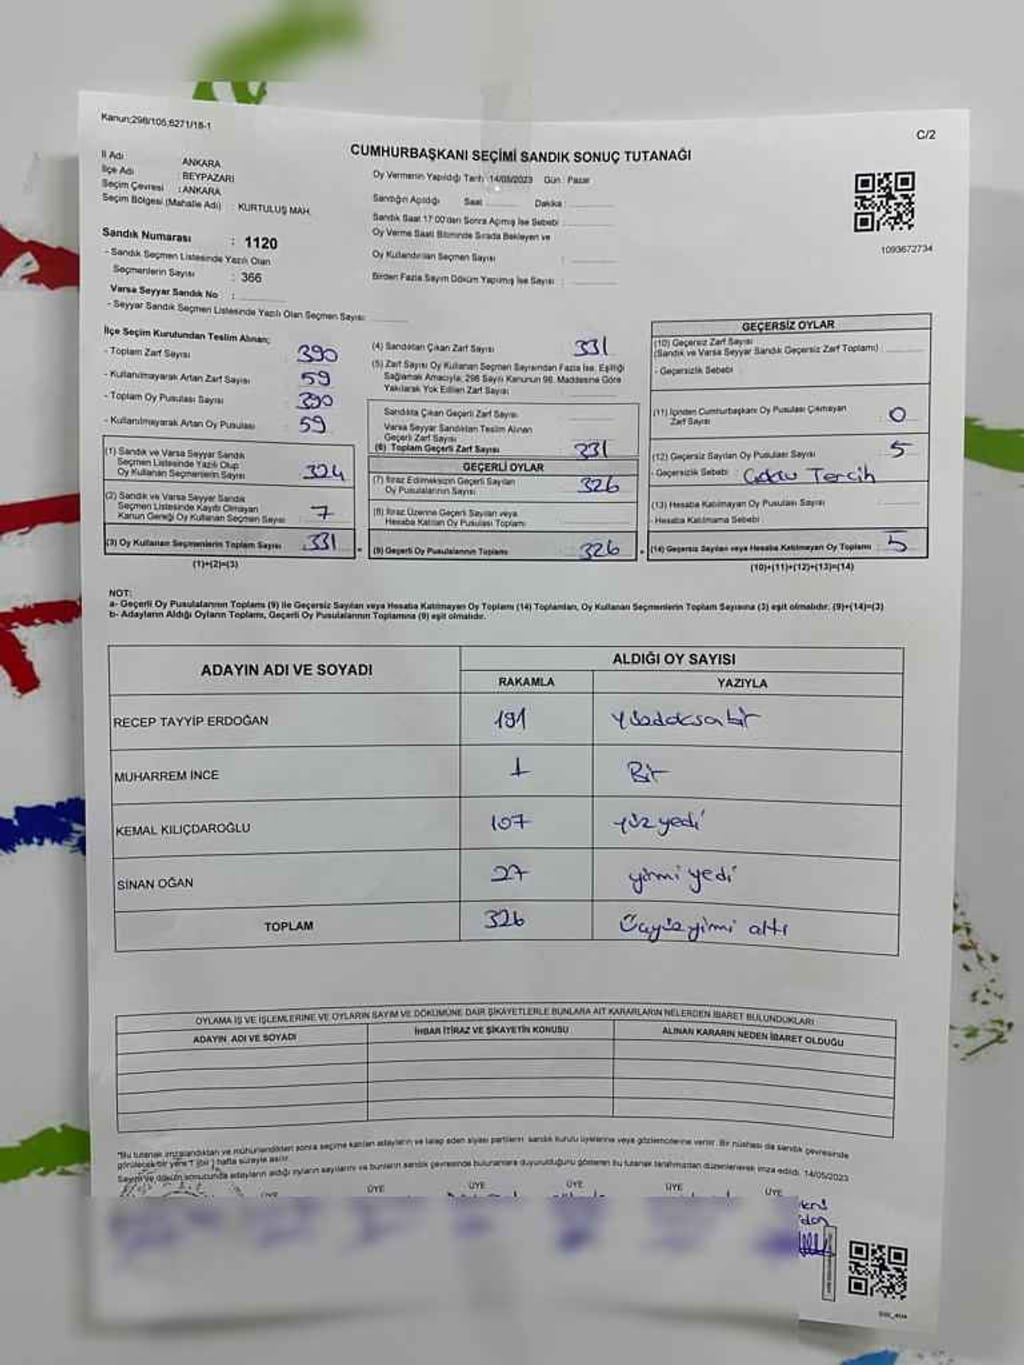 Kanun;298/105;6271/18-1
C/2
CUMHURBAŞKANI SEÇİMİ SANDIK SONUÇ TUTANAĞI
İl Adı ANKARA
İlçe Adı : BEYPAZARI
Seçim Çevresi : ANKARA
Seçim Bölgesi (Mahalle Adı) : KURTULUŞ MAH.
Sandık Numarası : 1120
- Sandık Seçmen Listesinde Yazılı Olan
Seçmenlerin Sayısı : 366
Varsa Seyyar Sandık No :
- Seyyar Sandık Seçmen Listesinde Yazılı Olan Seçmen Sayısı:
Oy Vermenin Yapıldığı Tarih :14/05/2023 Gün : Pazar
Sandığın Açıldığı Saat Dakika :
Sandık Saat 17:00'den Sonra Açılmış İse Sebebi :
Oy Verme Saati Bitiminde Sırada Bekleyen ve
Oy Kullandırılan Seçmen Sayısı :
Birden Fazla Sayım Döküm Yapılmış İse Sayısı :
1093672734
İlçe Seçim Kurulundan Teslim Alınan;
- Toplam Zarf Sayısı 390
- Kullanılmayarak Artan Zarf Sayısı 59
- Toplam Oy Pusulası Sayısı 390
- Kullanılmayarak Artan Oy Pusulası 59
(1) Sandık ve Varsa Seyyar Sandık
Seçmen Listesinde Yazılı Olup
Oy Kullanan Seçmenlerin Sayısı 324
(2) Sandık ve Varsa Seyyar Sandık
Seçmen Listesinde Kayıtlı Olmayan
Kanun Gereği Oy Kullanan Seçmen Sayısı 7
(3) Oy Kullanan Seçmenlerin Toplam Sayısı 331
(1)+(2)=(3)
(4) Sandıktan Çıkan Zarf Sayısı 331
(5) Zarf Sayısı Oy Kullanan Seçmen Sayısından Fazla İse, Eşitliği
Sağlamak Amacıyla, 298 Sayılı Kanunun 98. Maddesine Göre
Yakılarak Yok Edilen Zarf Sayısı :
Sandıkta Çıkan Geçerli Zarf Sayısı
Varsa Seyyar Sandıktan Teslim Alınan
Geçerli Zarf Sayısı
(6) Toplam Geçerli Zarf Sayısı 331
GEÇERLİ OYLAR
(7) İtiraz Edilmeksizin Geçerli Sayılan
Oy Pusulalarının Sayısı 326
(8) İtiraz Üzerine Geçerli Sayılan veya
Hesaba Katılan Oy Pusulası Toplamı
(9) Geçerli Oy Pusulalarının Toplamı 326
GEÇERSİZ OYLAR
(10) Geçersiz Zarf Sayısı
(Sandık ve Varsa Seyyar Sandık Geçersiz Zarf Toplamı)
- Geçersizlik Sebebi :
(11) İçinden Cumhurbaşkanı Oy Pusulası Çıkmayan
Zarf Sayısı 0
(12) Geçersiz Sayılan Oy Pusulası Sayısı 5
- Geçersizlik Sebebi : Tercih
(13) Hesaba Katılmayan Oy Pusulası Sayısı
- Hesaba Katılmama Sebebi
(14) Geçersiz Sayılan veya Hesaba Katılmayan Oy Toplamı 5
(10)+(11)+(12)+(13)=(14)
NOT:
a- Geçerli Oy Pusulalarının Toplamı (9) ile Geçersiz Sayılan veya Hesaba Katılmayan Oy Toplamı (14) Toplamları, Oy Kullanan Seçmenlerin Toplam Sayısına (3) eşit olmalıdır. (9)+(14)=(3)
b- Adayların Aldığı Oyların Toplamı, Geçerli Oy Pusulalarının Toplamına (9) eşit olmalıdır.
ADAYIN ADI VE SOYADI
ALDIĞI OY SAYISI
RAKAMLA YAZIYLA
RECEP TAYYİP ERDOĞAN 191 Yüzdoksanbir
MUHARREM İNCE 1 Bir
KEMAL KILIÇDAROĞLU 107 yüz yedi
SİNAN OĞAN 27 yirmi yedi
TOPLAM 326 Üçyüzyirmi altı
OYLAMA İŞ VE İŞLEMLERİNE VE OYLARIN SAYIM VE DÖKÜMÜNE DAİR ŞİKAYETLERLE BUNLARA AİT KARARLARIN NELERDEN İBARET BULUNDUKLARI
ADAYIN ADI VE SOYADI İHBAR İTİRAZ VE ŞİKAYETİN KONUSU ALINAN KARARIN NEDEN İBARET OLDUĞU
*Bu tutanak imzalandıktan ve mühürlendikten sonra seçime katılan adayların ve talep eden siyasi partilerin sandık kurulu üyelerine veya gözlemcilerine verilir. Bir nüshası da sandık çevresinde
görülecek bir yere 1 (bir) hafta süreyle asılır.
Sayım ve döküm sonucunda adayların aldığı oyların sayılarını ve bunların sandık çevresinde bulunanlara duyurulduğunu gösteren bu tutanak tarafımızdan düzenlenerek imza edildi. 14/05/2023
ÜYE ÜYE ÜYE ÜYE ÜYE ÜYE